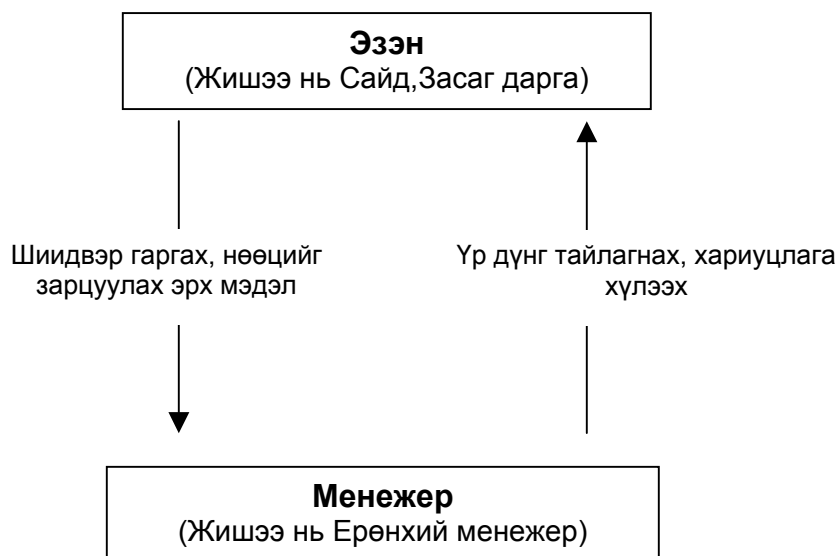 Эзэн
(Жишээ нь Сайд,Засаг дарга)
Шиидвэр гаргах, нөөцийг
зарцуулах эрх мэдэл
Үр дүнг тайлагнах, хариуцлага
хүлээх
Менежер
(Жишээ нь Ерөнхий менежер)